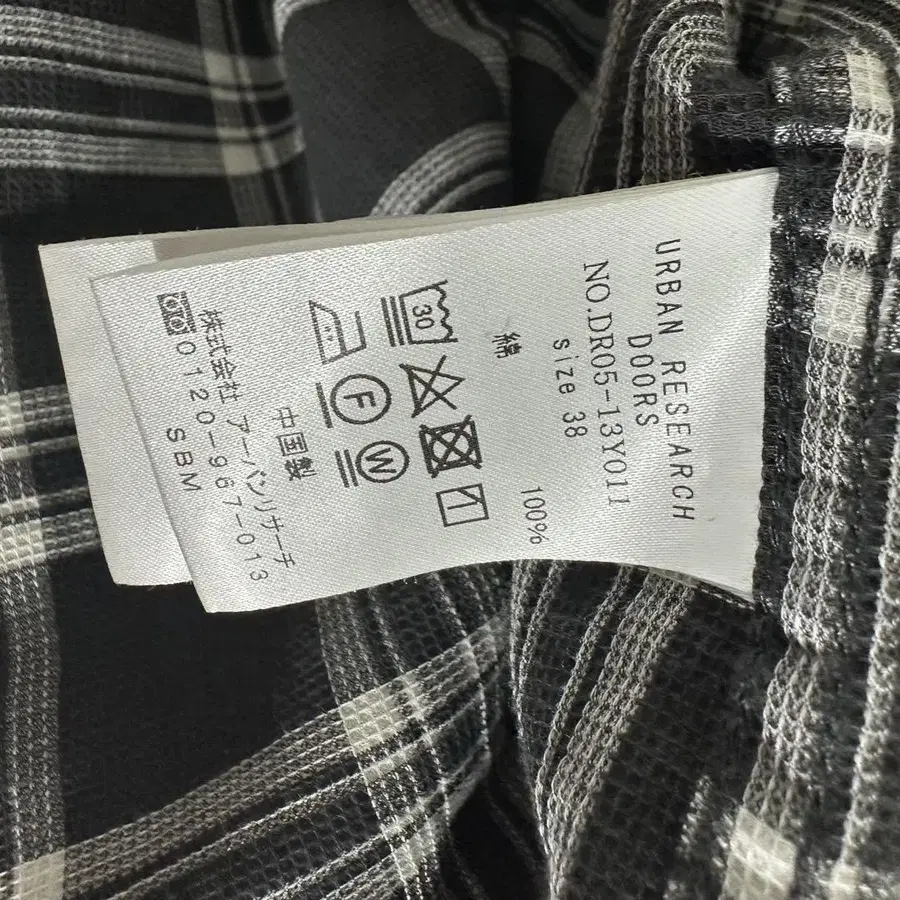 URBAN RESEARCH
DOORS
NO.DR05-13Y011
size 38
綿 100%
30
F W
中国製
株式会社 アーバンリサーチ
0120-967-013
SBM